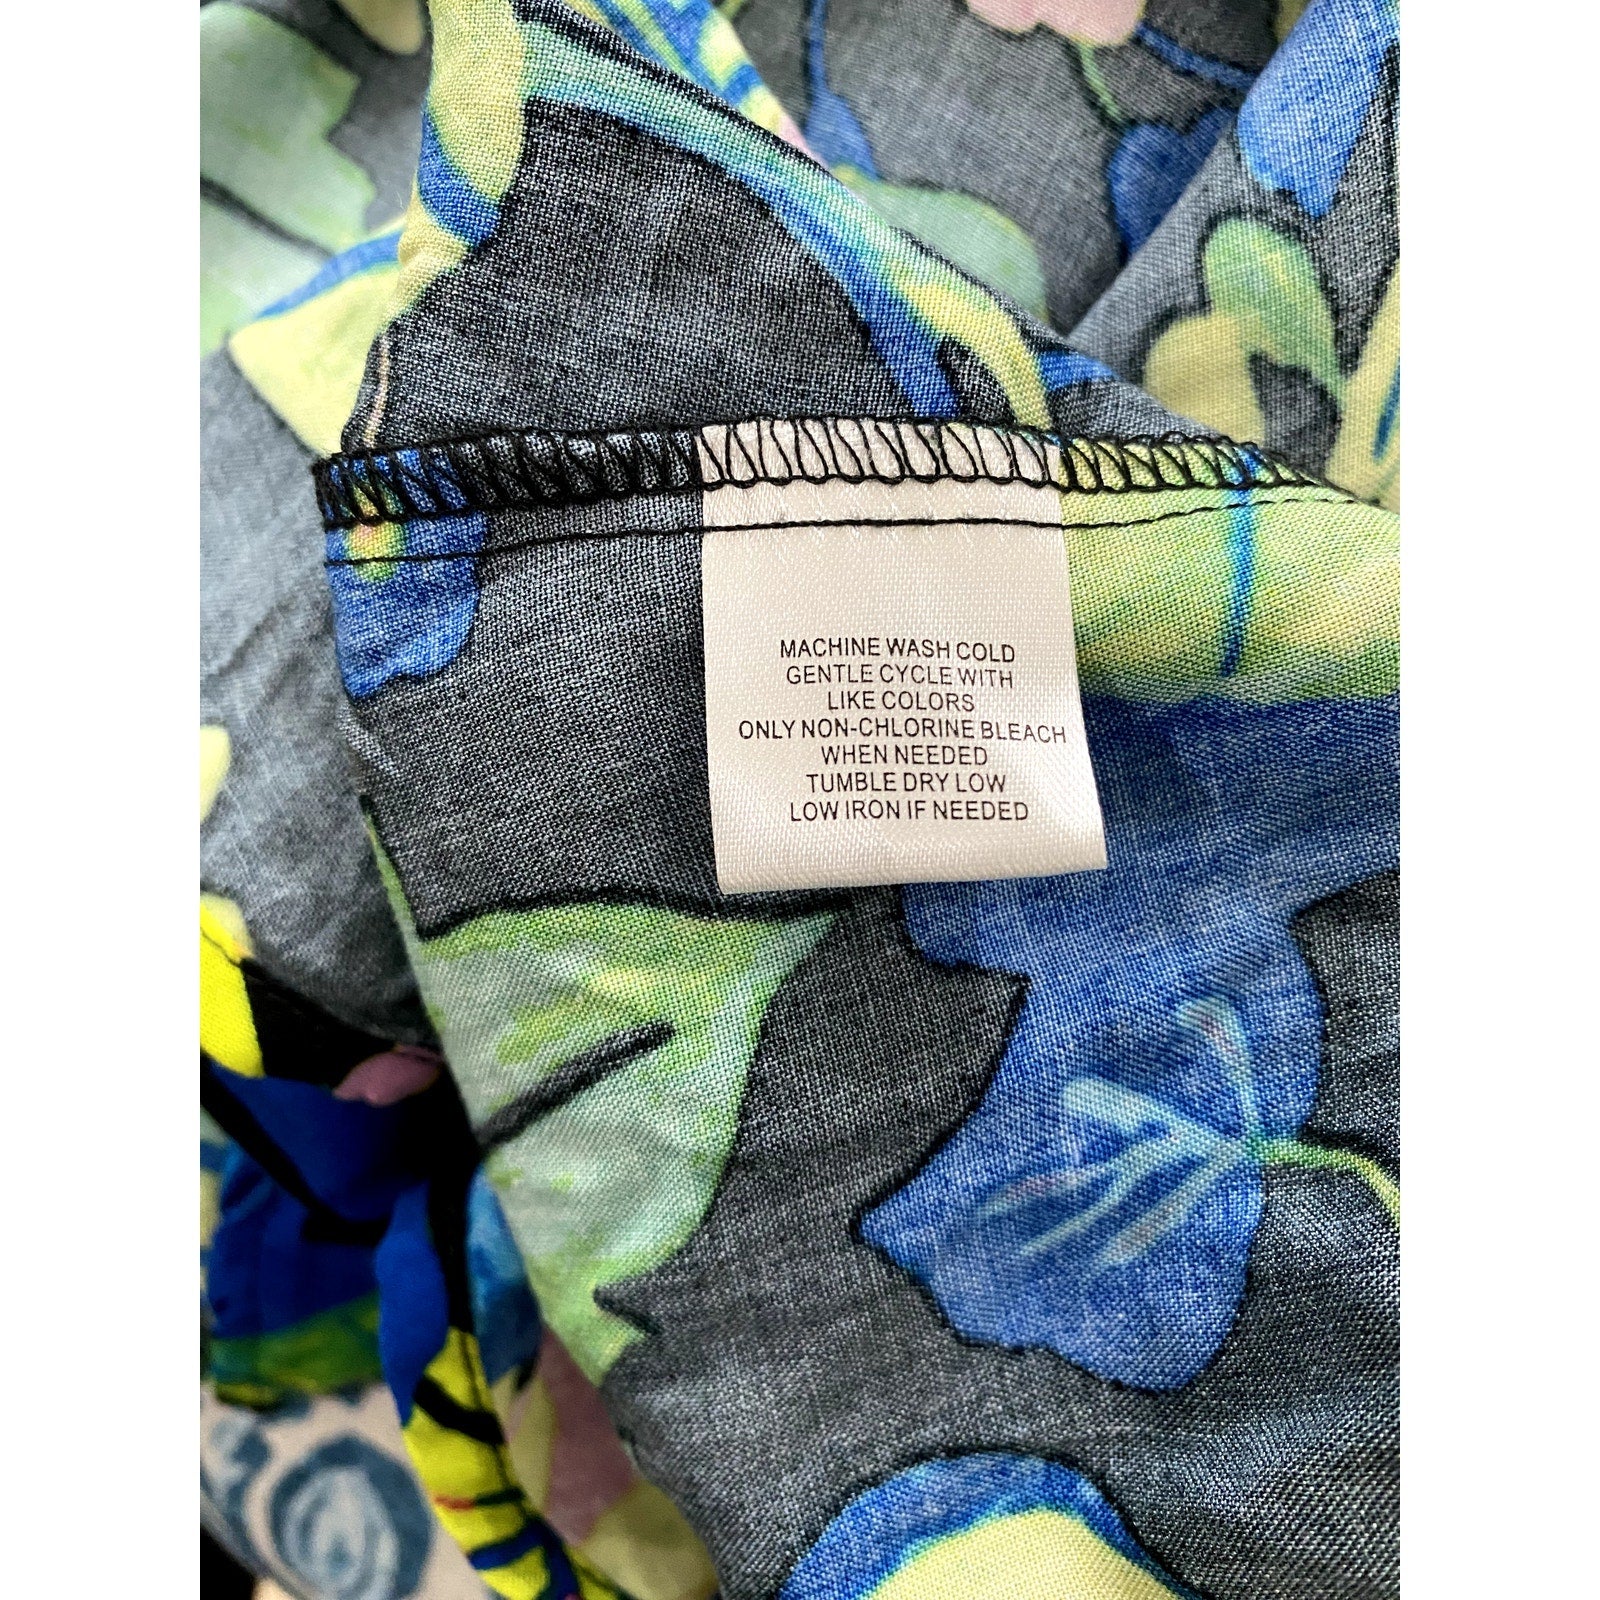 MACHINE WASH COLD
GENTLE CYCLE WITH
LIKE COLORS
ONLY NON-CHLORINE BLEACH
WHEN NEEDED
TUMBLE DRY LOW
LOW IRON IF NEEDED